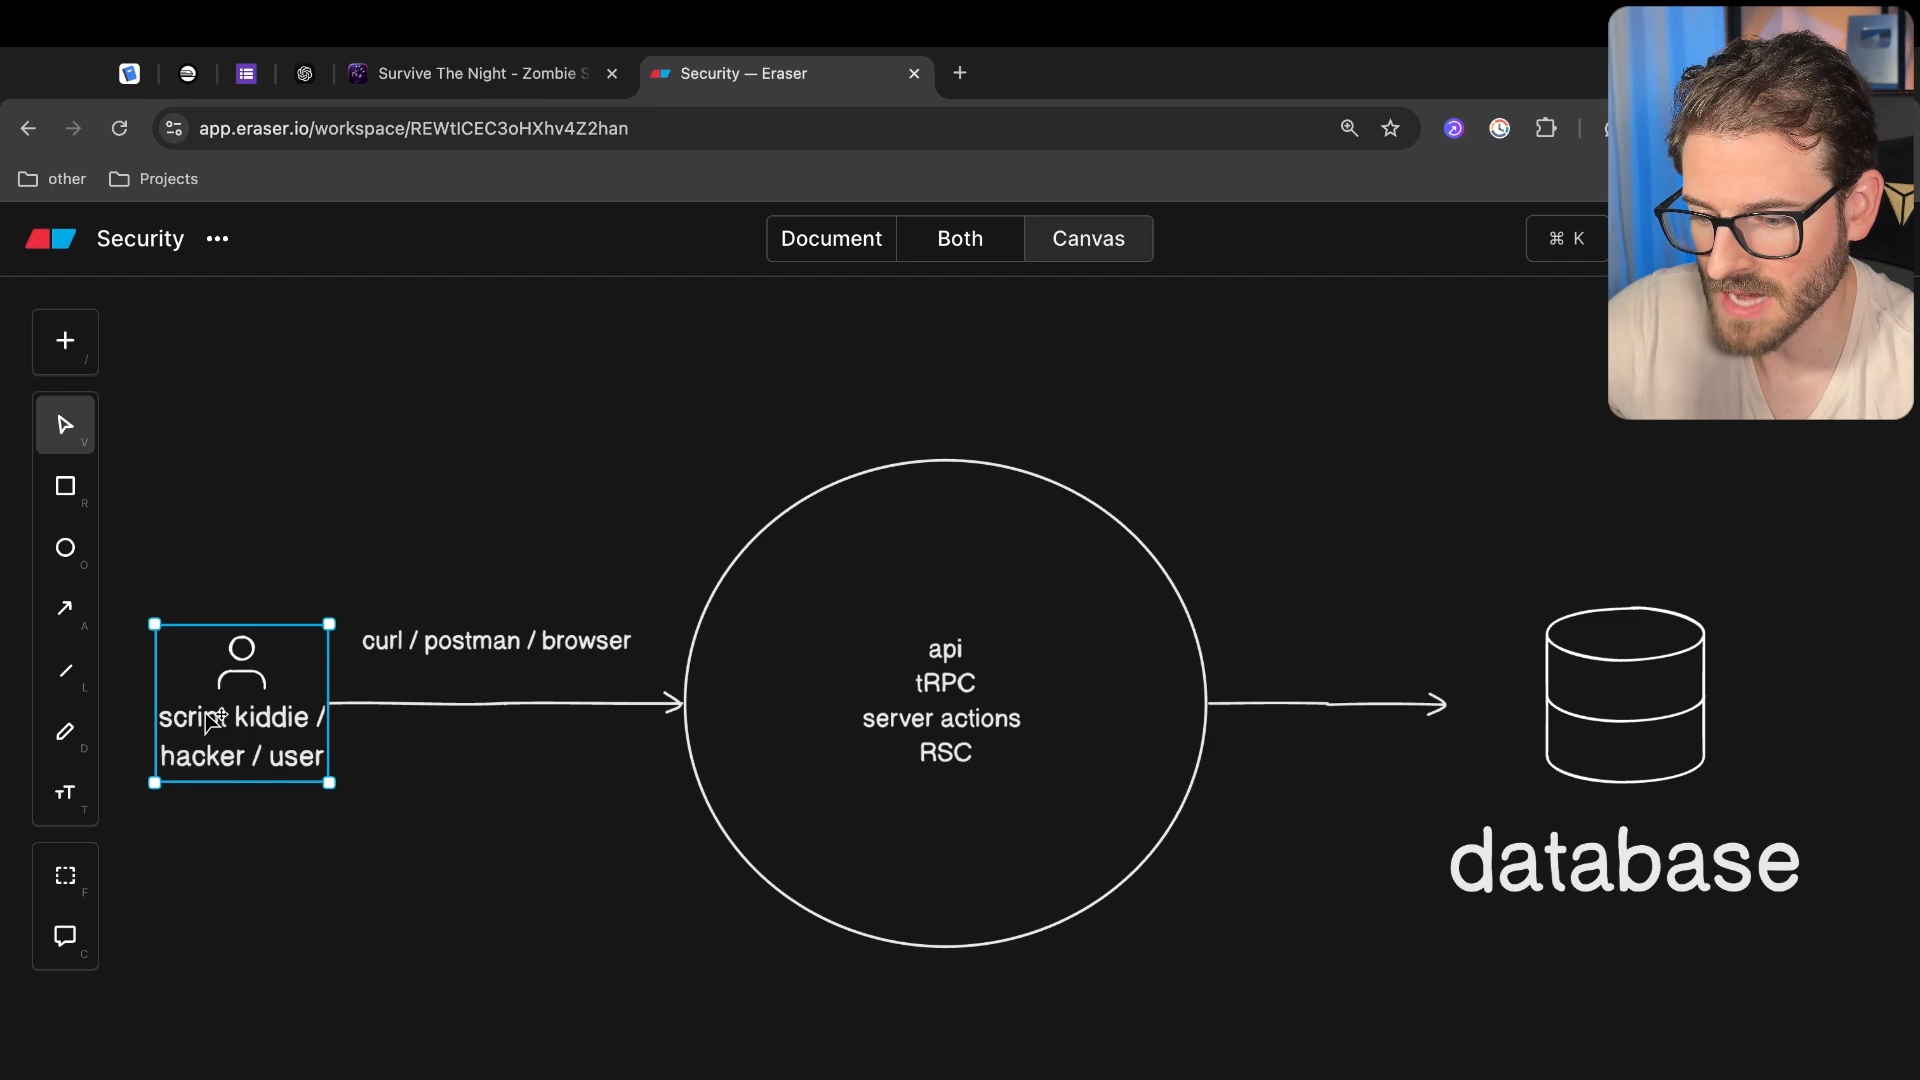 Survive The Night - Zombie S
Security — Eraser
app.eraser.io/workspace/REWtICEC3oHXhv4Z2han
other
Projects
Security
Document
Both
Canvas
⌘ K
/
V
R
O
A
L
D
T
F
C
curl / postman / browser
script kiddie /
hacker / user
api
tRPC
server actions
RSC
database